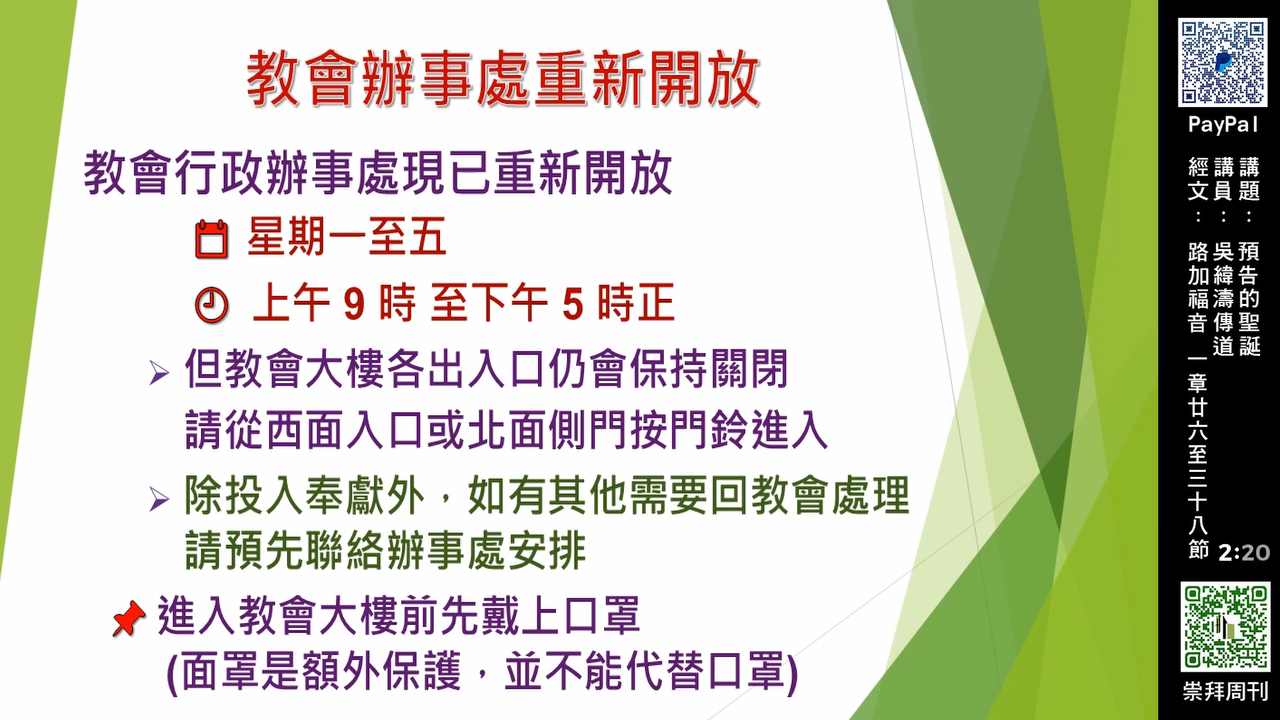 教會辦事處重新開放
教會行政辦事處現已重新開放
星期一至五
上午 9 時 至下午 5 時正
但教會大樓各出入口仍會保持關閉
請從西面入口或北面側門按門鈴進入
除投入奉獻外，如有其他需要回教會處理
請預先聯絡辦事處安排
進入教會大樓前先戴上口罩
(面罩是額外保護，並不能代替口罩)
PayPal
講題： 預告的聖誕
講員： 吳緯濤傳道
經文： 路加福音 一章廿六至三十八節
2:20
崇拜周刊